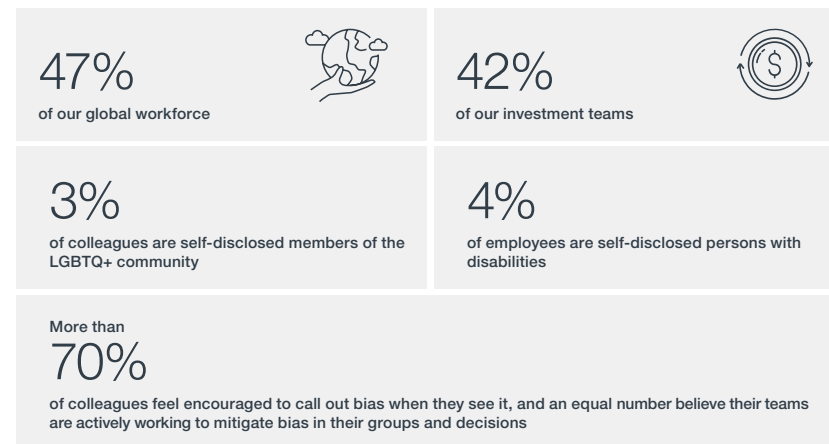 47%
of our global workforce
42%
of our investment teams
3%
of colleagues are self-disclosed members of the
LGBTQ+ community
4%
of employees are self-disclosed persons with
disabilities
More than
70%
of colleagues feel encouraged to call out bias when they see it, and an equal number believe their teams
are actively working to mitigate bias in their groups and decisions